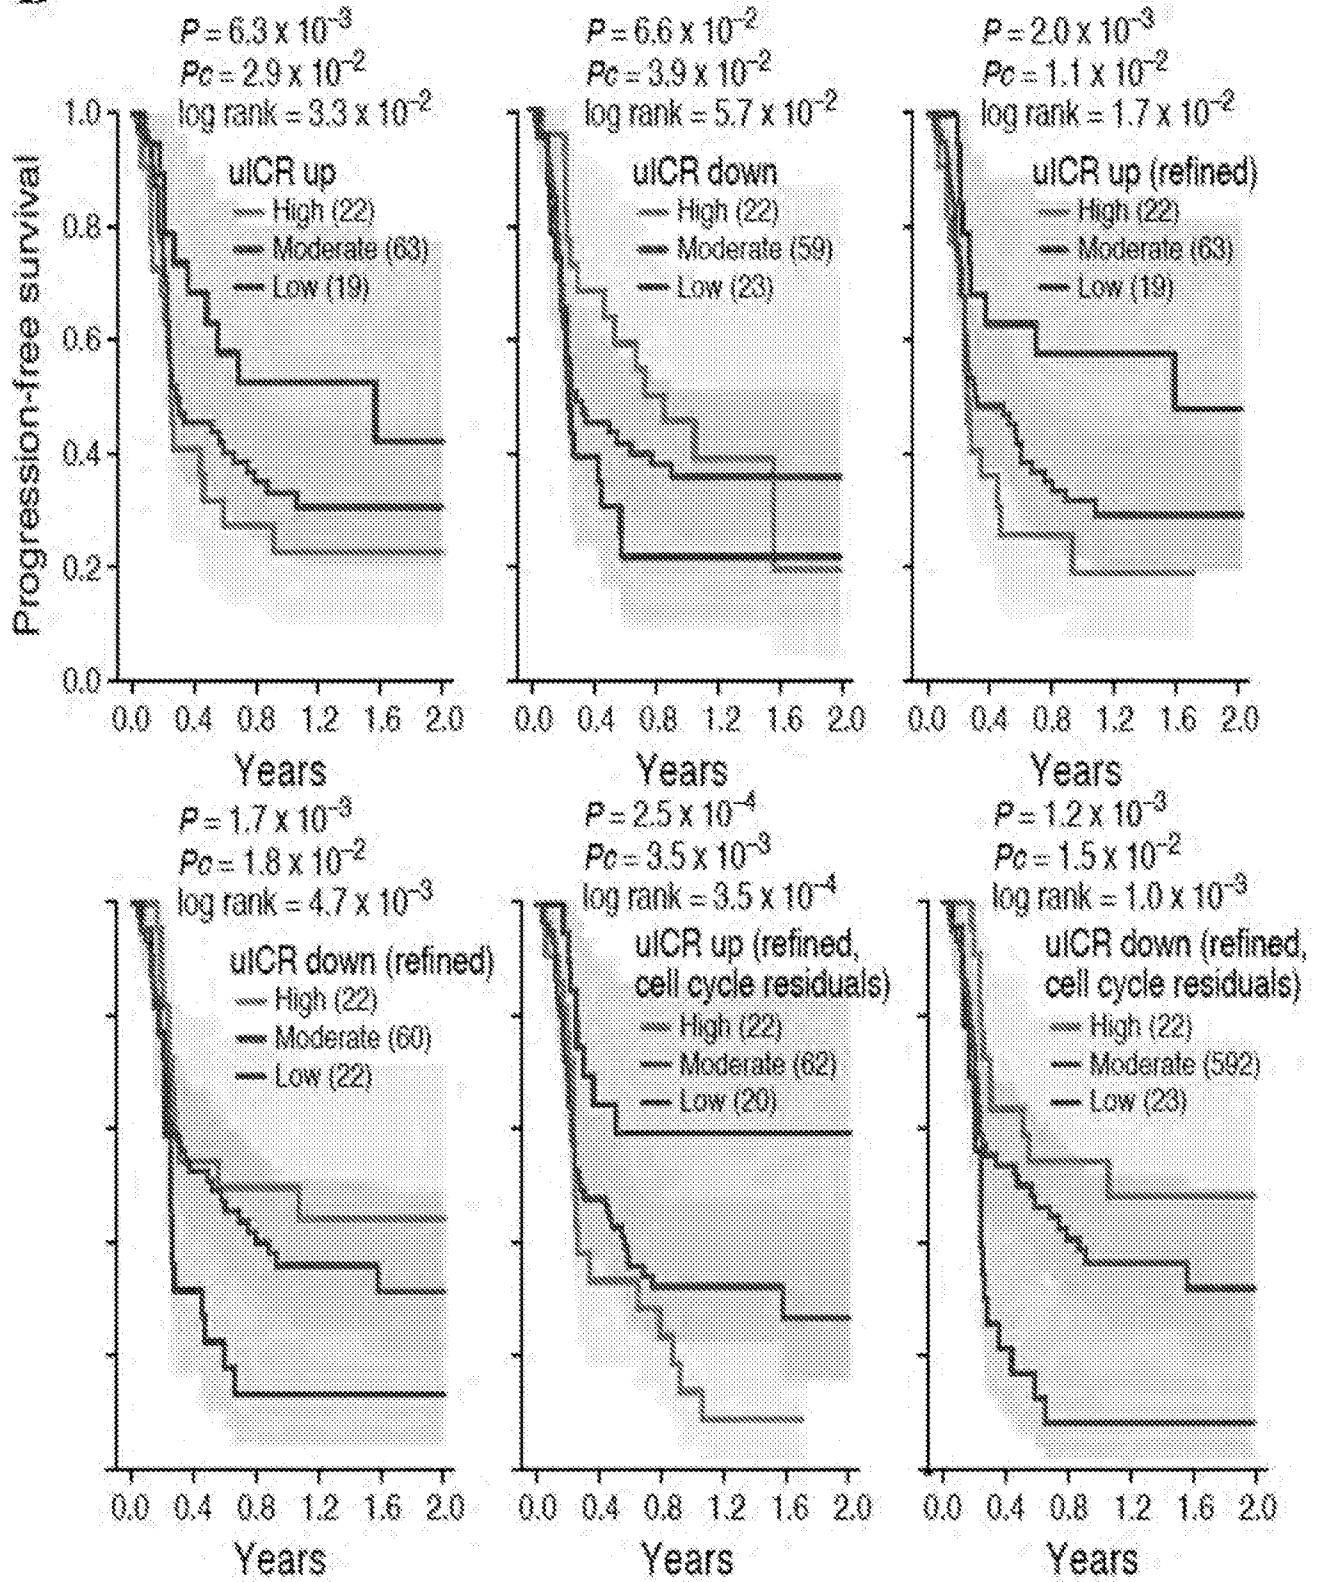 P = 6.3 x 10⁻³
Pc = 2.9 x 10⁻²
log rank = 3.3 x 10⁻²
uICR up
High (22)
Moderate (63)
Low (19)
P = 6.6 x 10⁻²
Pc = 3.9 x 10⁻²
log rank = 5.7 x 10⁻²
uICR down
High (22)
Moderate (59)
Low (23)
P = 2.0 x 10⁻³
Pc = 1.1 x 10⁻²
log rank = 1.7 x 10⁻²
uICR up (refined)
High (22)
Moderate (63)
Low (19)
Progression-free survival
1.0
0.8
0.6
0.4
0.2
0.0
0.0 0.4 0.8 1.2 1.6 2.0
Years
0.0 0.4 0.8 1.2 1.6 2.0
Years
0.0 0.4 0.8 1.2 1.6 2.0
Years
P = 1.7 x 10⁻³
Pc = 1.8 x 10⁻²
log rank = 4.7 x 10⁻³
uICR down (refined)
High (22)
Moderate (60)
Low (22)
P = 2.5 x 10⁻⁴
Pc = 3.5 x 10⁻³
log rank = 3.5 x 10⁻⁴
uICR up (refined,
cell cycle residuals)
High (22)
Moderate (62)
Low (20)
P = 1.2 x 10⁻³
Pc = 1.5 x 10⁻²
log rank = 1.0 x 10⁻³
uICR down (refined,
cell cycle residuals)
High (22)
Moderate (592)
Low (23)
0.0 0.4 0.8 1.2 1.6 2.0
Years
0.0 0.4 0.8 1.2 1.6 2.0
Years
0.0 0.4 0.8 1.2 1.6 2.0
Years